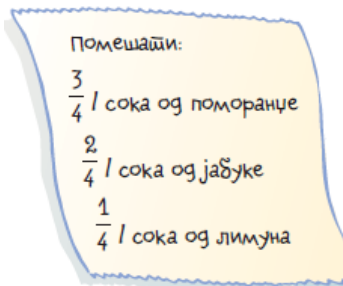 Помешати:
3/4 l сока од поморанџе
2/4 l сока од јабуке
1/4 l сока од лимуна